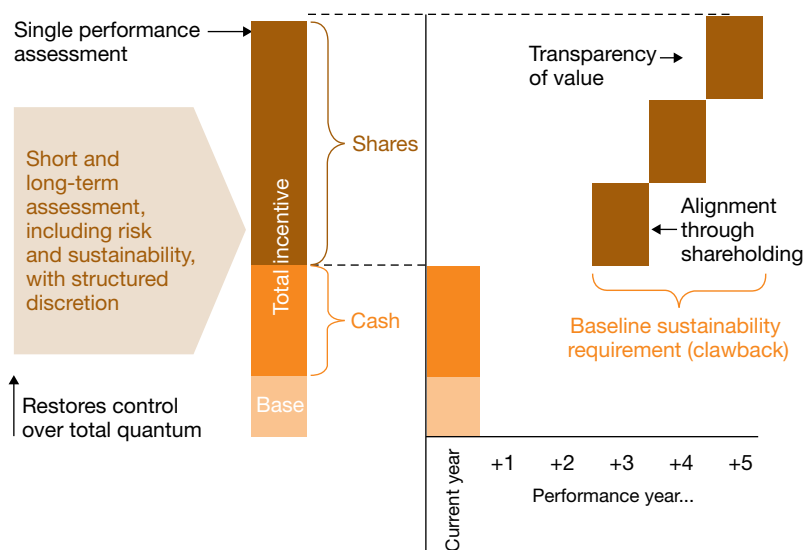 Single performance
assessment
Short and
long-term
assessment,
including risk
and sustainability,
with structured
discretion
Restores control
over total quantum
Total incentive
Base
Shares
Cash
Transparency
of value
Alignment
through
shareholding
Baseline sustainability
requirement (clawback)
Current year
+1 +2 +3 +4 +5
Performance year...